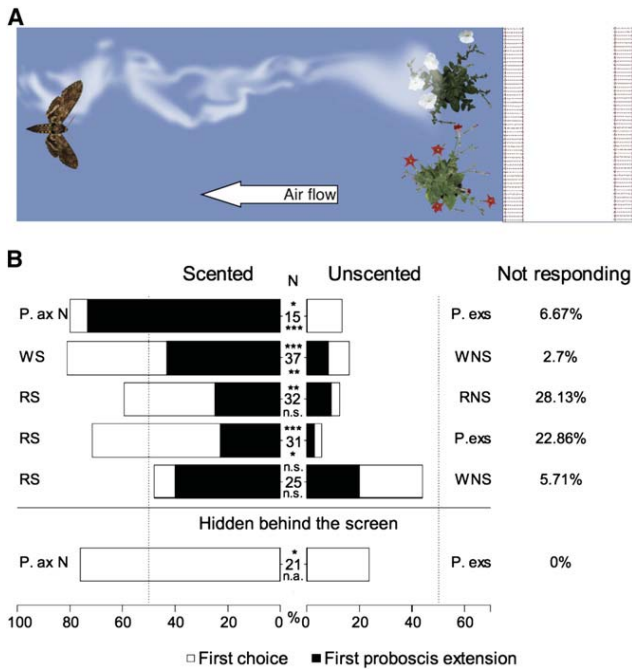 A
Air flow
B
Scented N Unscented Not responding
P. ax N * 15 *** P. exs 6.67%
WS *** 37 ** WNS 2.7%
RS ** 32 n.s. RNS 28.13%
RS *** 31 * P.exs 22.86%
RS n.s. 25 n.s. WNS 5.71%
Hidden behind the screen
P. ax N * 21 n.a. P. exs 0%
100 80 60 40 20 0 % 0 20 40 60
First choice First proboscis extension